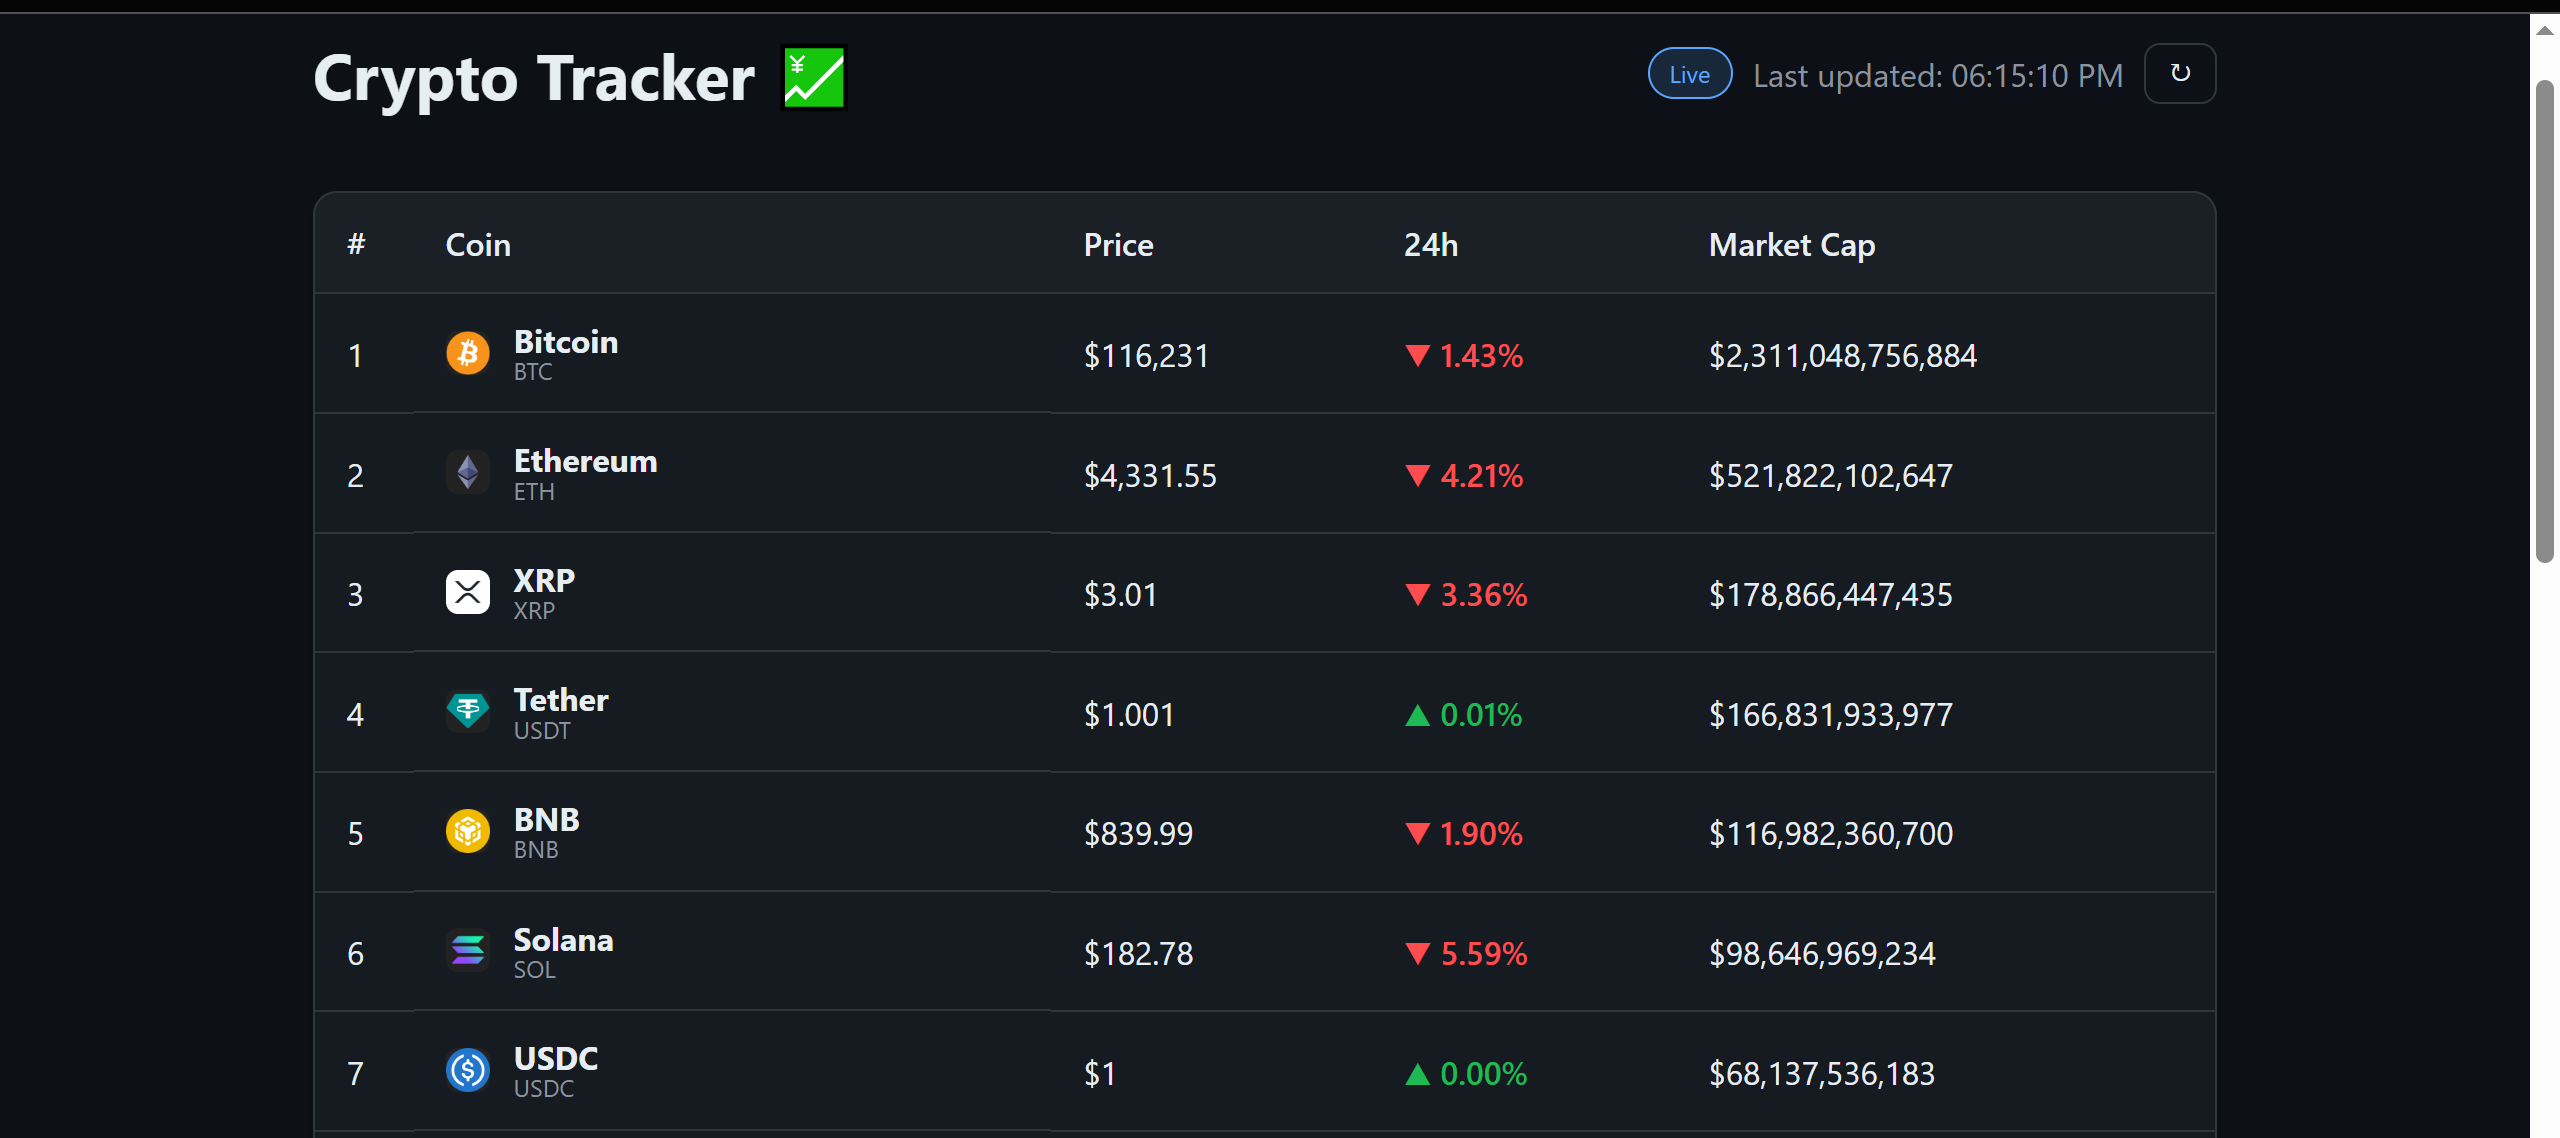 Crypto Tracker 💹
Live Last updated: 06:15:10 PM ↻
# Coin Price 24h Market Cap
1 Bitcoin $116,231 ▼ 1.43% $2,311,048,756,884
BTC
2 Ethereum $4,331.55 ▼ 4.21% $521,822,102,647
ETH
3 XRP $3.01 ▼ 3.36% $178,866,447,435
XRP
4 Tether $1.001 ▲ 0.01% $166,831,933,977
USDT
5 BNB $839.99 ▼ 1.90% $116,982,360,700
BNB
6 Solana $182.78 ▼ 5.59% $98,646,969,234
SOL
7 USDC $1 ▲ 0.00% $68,137,536,183
USDC